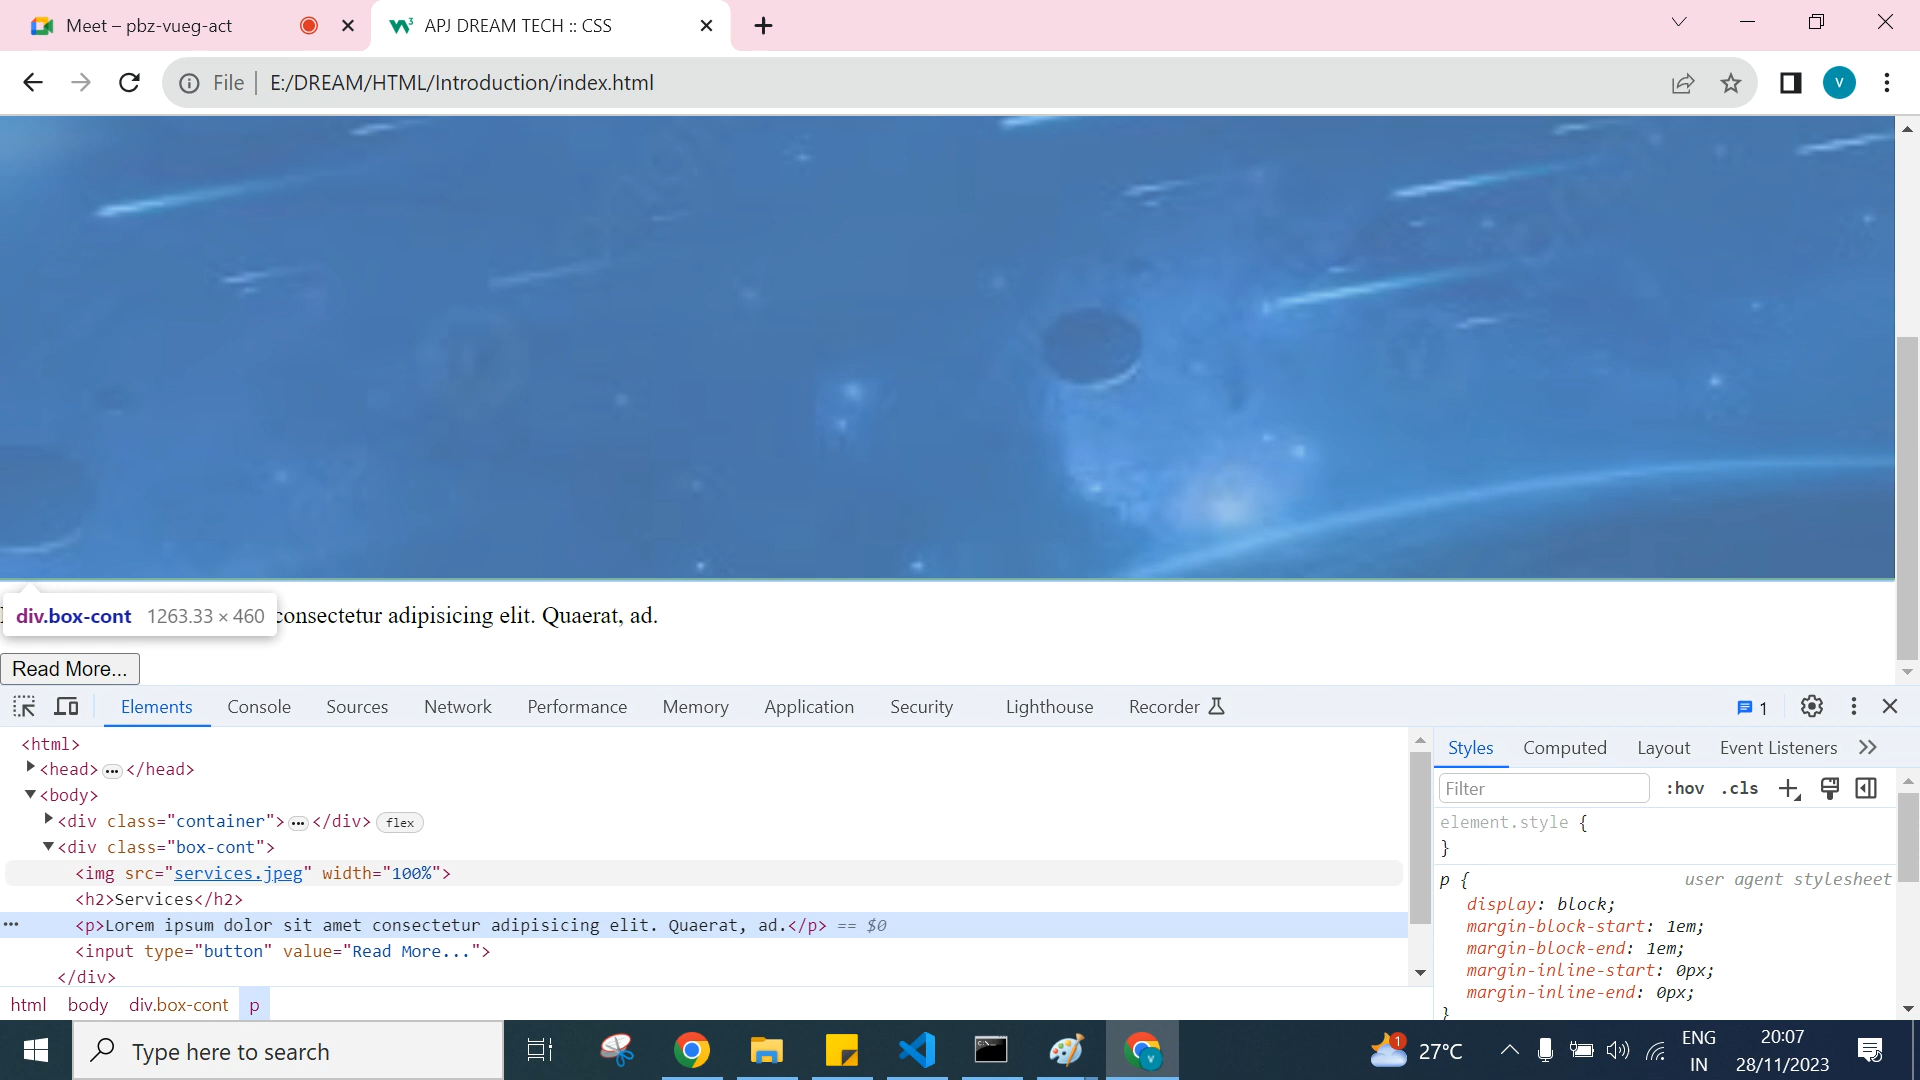 Meet – pbz-vueg-act
APJ DREAM TECH :: CSS
File
E:/DREAM/HTML/Introduction/index.html
V
div.box-cont 1263.33 × 460
consectetur adipisicing elit. Quaerat, ad.
Read More...
Elements Console Sources Network Performance Memory Application Security Lighthouse Recorder
1
<html>
<head> ••• </head>
<body>
<div class="container"> ••• </div> flex
<div class="box-cont">
<img src="services.jpeg" width="100%">
<h2>Services</h2>
<p>Lorem ipsum dolor sit amet consectetur adipisicing elit. Quaerat, ad.</p> == $0
<input type="button" value="Read More...">
</div>
html body div.box-cont p
Styles Computed Layout Event Listeners
Filter :hov .cls
element.style {
}
p { user agent stylesheet
display: block;
margin-block-start: 1em;
margin-block-end: 1em;
margin-inline-start: 0px;
margin-inline-end: 0px;
}
Type here to search
1
27°C
ENG
IN
20:07
28/11/2023